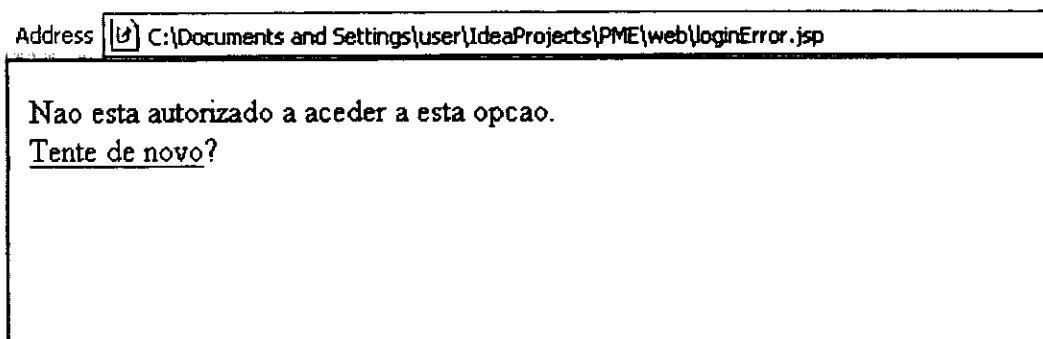 Address C:\Documents and Settings\user\IdeaProjects\PME\web\loginError.jsp
Nao esta autorizado a aceder a esta opcao.
Tente de novo?